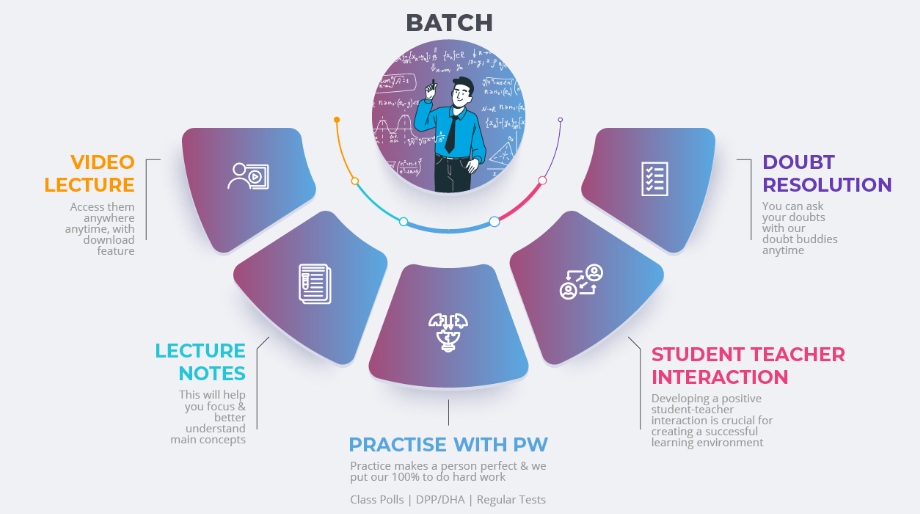 BATCH
VIDEO
LECTURE
Access them
anywhere
anytime, with
download
feature
LECTURE
NOTES
This will help
you focus &
better
understand
main concepts
PRACTISE WITH PW
Practice makes a person perfect & we
put our 100% to do hard work
Class Polls | DPP/DHA | Regular Tests
STUDENT TEACHER
INTERACTION
Developing a positive
student-teacher
interaction is crucial for
creating a successful
learning environment
DOUBT
RESOLUTION
You can ask
your doubts
with our
doubt buddies
anytime